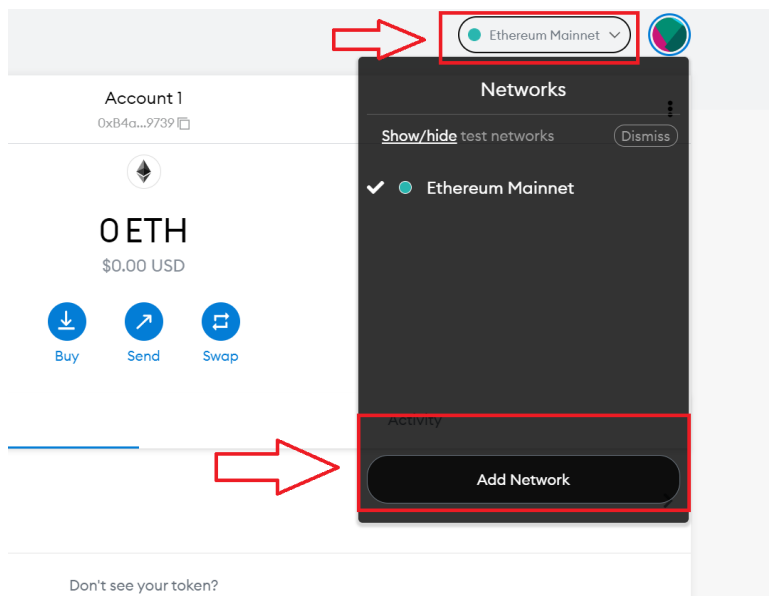 Ethereum Mainnet
Account 1
0xB4a...9739
0 ETH
$0.00 USD
Buy
Send
Swap
Networks
Show/hide test networks
Dismiss
Ethereum Mainnet
Activity
Add Network
Don't see your token?